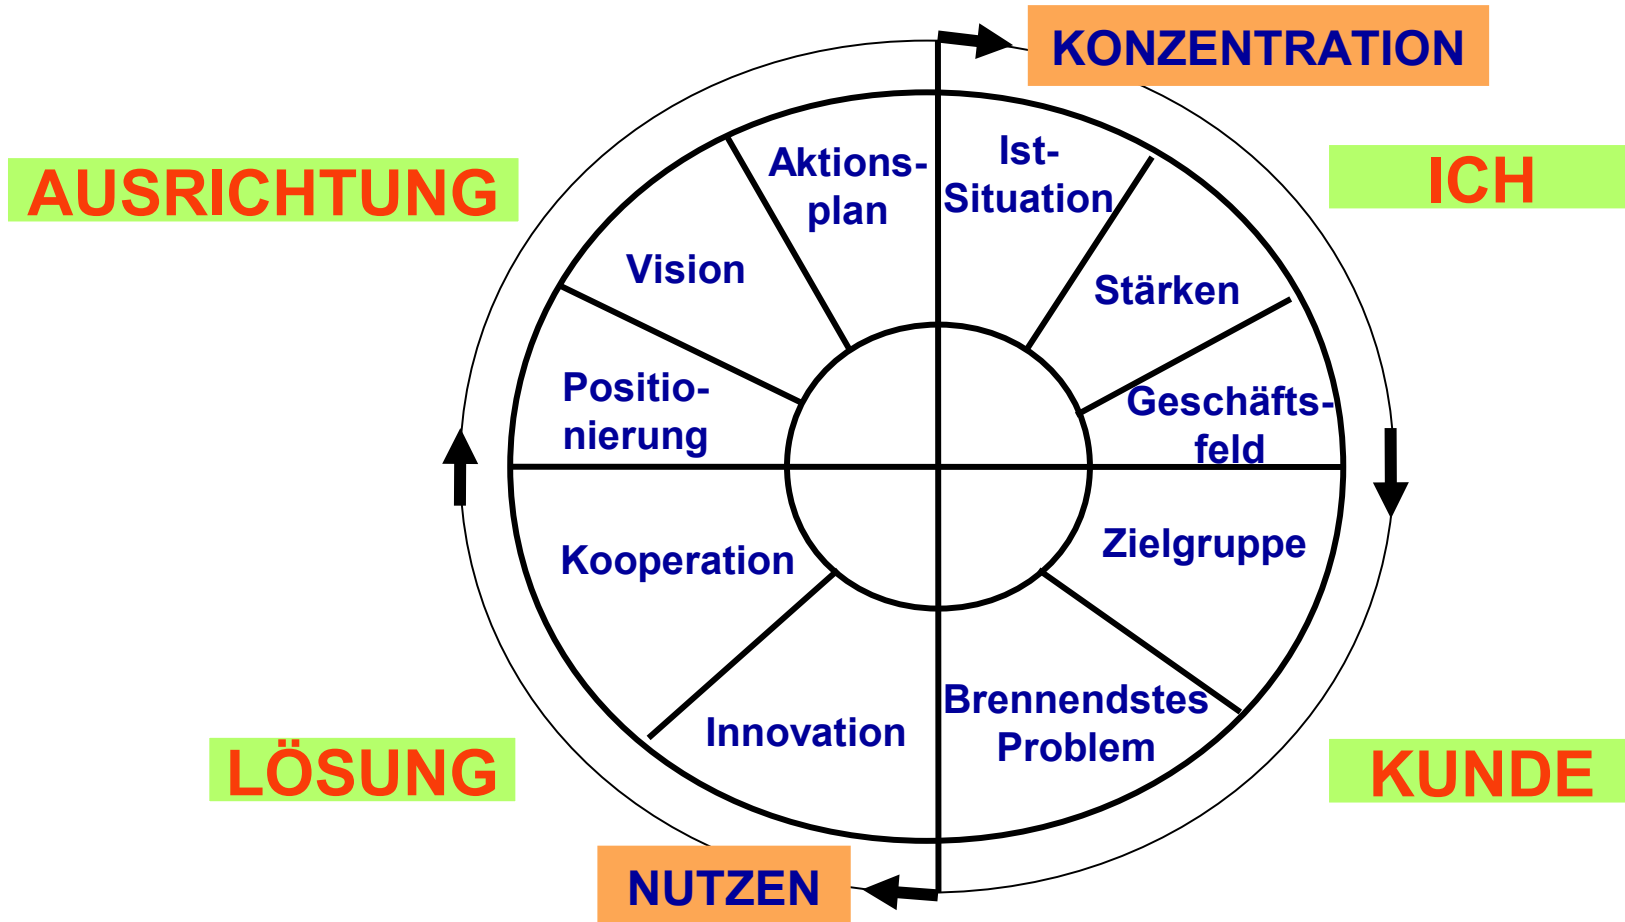 KONZENTRATION
AUSRICHTUNG
ICH
Aktions-
plan
Ist-
Situation
Vision
Stärken
Positio-
nierung
Geschäfts-
feld
Kooperation
Zielgruppe
Innovation
Brennendstes
Problem
LÖSUNG
KUNDE
NUTZEN